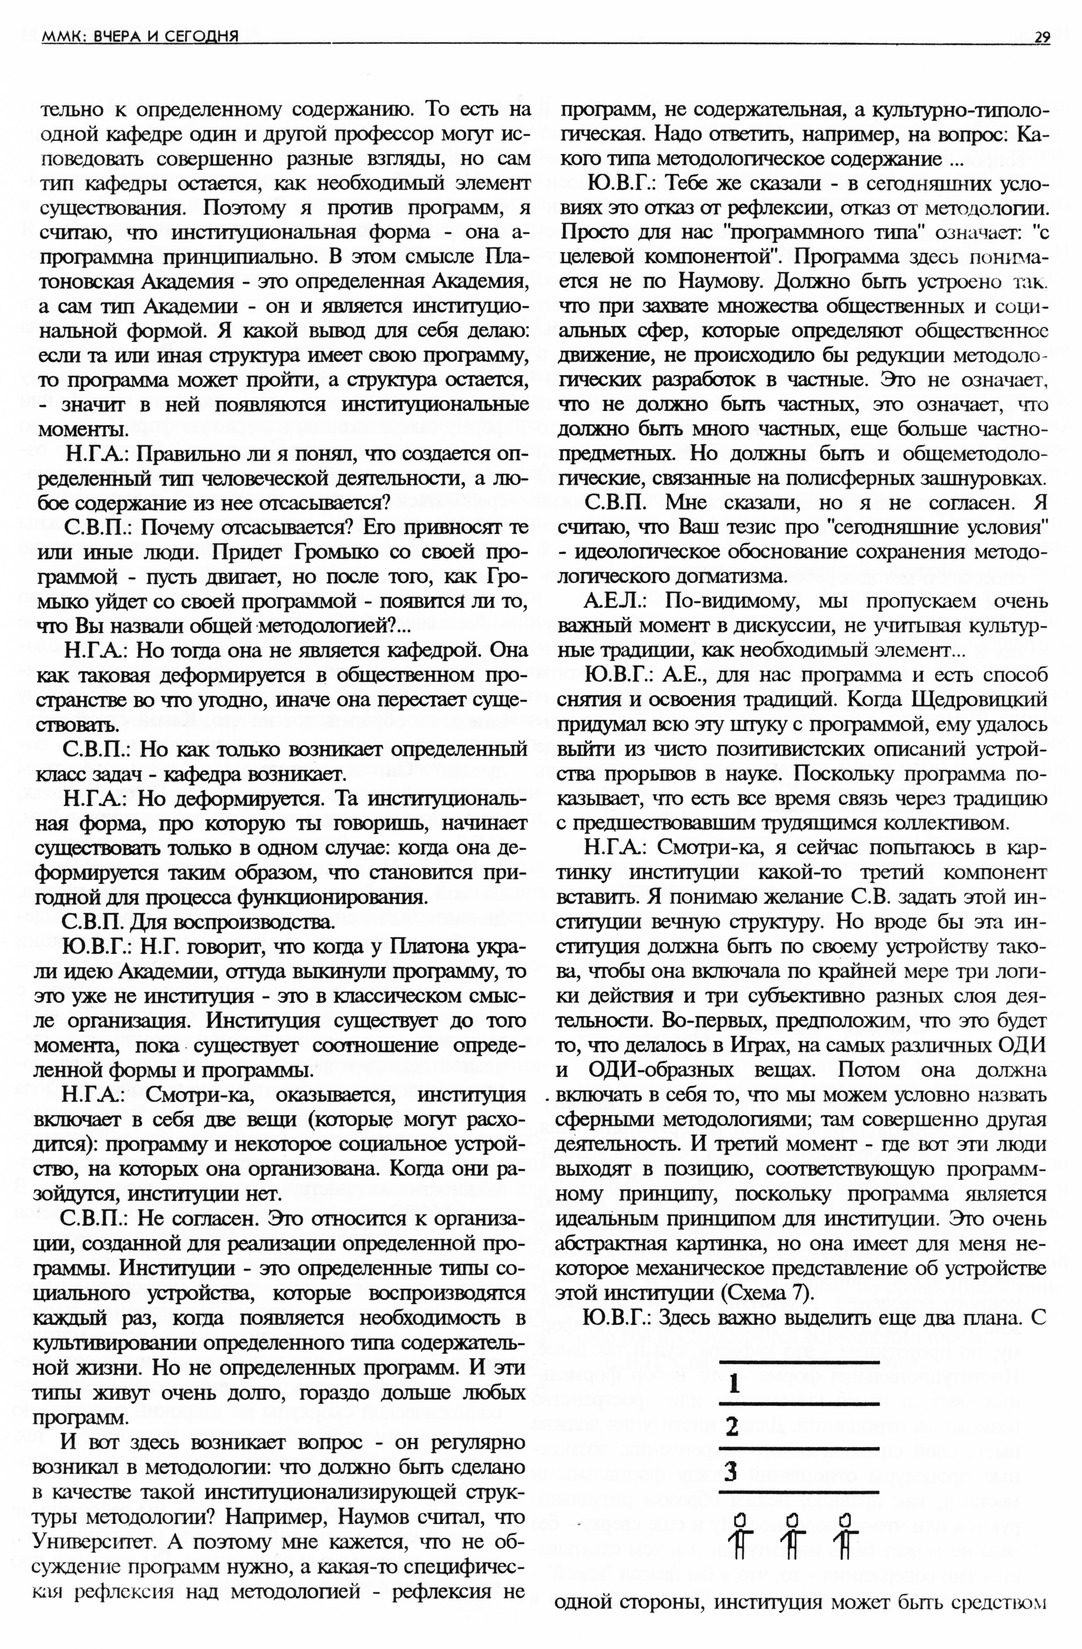 ММК: ВЧЕРА И СЕГОДНЯ 29
тельно к определенному содержанию. То есть на
одной кафедре один и другой профессор могут ис-
поведовать совершенно разные взгляды, но сам
тип кафедры остается, как необходимый элемент
существования. Поэтому я против программ, я
считаю, что институциональная форма - она а-
программна принципиально. В этом смысле Пла-
тоновская Академия - это определенная Академия,
а сам тип Академии - он и является институцио-
нальной формой. Я какой вывод для себя делаю:
если та или иная структура имеет свою программу,
то программа может пройти, а структура остается,
- значит в ней появляются институциональные
моменты.
Н.Г.А.: Правильно ли я понял, что создается оп-
ределенный тип человеческой деятельности, а лю-
бое содержание из нее отсасывается?
С.В.П.: Почему отсасывается? Его привносят те
или иные люди. Придет Громыко со своей про-
граммой - пусть двигает, но после того, как Гро-
мыко уйдет со своей программой - появится ли то,
что Вы назвали общей методологией?...
Н.Г.А.: Но тогда она не является кафедрой. Она
как таковая деформируется в общественном про-
странстве во что угодно, иначе она перестает суще-
ствовать.
С.В.П.: Но как только возникает определенный
класс задач - кафедра возникает.
Н.Г.А.: Но деформируется. Та институциональ-
ная форма, про которую ты говоришь, начинает
существовать только в одном случае: когда она де-
формируется таким образом, что становится при-
годной для процесса функционирования.
С.В.П. Для воспроизводства.
Ю.В.Г.: Н.Г. говорит, что когда у Платона укра-
ли идею Академии, оттуда выкинули программу, то
это уже не институция - это в классическом смыс-
ле организация. Институция существует до того
момента, пока существует соотношение опреде-
ленной формы и программы.
Н.Г.А.: Смотри-ка, оказывается, институция
включает в себя две вещи (которые могут расхо-
дится): программу и некоторое социальное устрой-
ство, на которых она организована. Когда они ра-
зойдутся, институции нет.
С.В.П.: Не согласен. Это относится к организа-
ции, созданной для реализации определенной про-
граммы. Институции - это определенные типы со-
циального устройства, которые воспроизводятся
каждый раз, когда появляется необходимость в
культивировании определенного типа содержатель-
ной жизни. Но не определенных программ. И эти
типы живут очень долго, гораздо дольше любых
программ.
И вот здесь возникает вопрос - он регулярно
возникал в методологии: что должно быть сделано
в качестве такой институционализирующей струк-
туры методологии? Например, Наумов считал, что
Университет. А поэтому мне кажется, что не об-
суждение программ нужно, а какая-то специфичес-
кая рефлексия над методологией - рефлексия не
программ, не содержательная, а культурно-типоло-
гическая. Надо ответить, например, на вопрос: Ка-
кого типа методологическое содержание ...
Ю.В.Г.: Тебе же сказали - в сегодняшних усло-
виях это отказ от рефлексии, отказ от методологии.
Просто для нас "программного типа" означает: "с
целевой компонентой". Программа здесь понима-
ется не по Наумову. Должно быть устроено так,
что при захвате множества общественных и соци-
альных сфер, которые определяют общественное
движение, не происходило бы редукции методоло-
гических разработок в частные. Это не означает,
что не должно быть частных, это означает, что
должно быть много частных, еще больше частно-
предметных. Но должны быть и общеметодоло-
гические, связанные на полисферных зашнуровках.
С.В.П. Мне сказали, но я не согласен. Я
считаю, что Ваш тезис про "сегодняшние условия"
- идеологическое обоснование сохранения методо-
логического догматизма.
А.Е.Л.: По-видимому, мы пропускаем очень
важный момент в дискуссии, не учитывая культур-
ные традиции, как необходимый элемент...
Ю.В.Г.: А.Е., для нас программа и есть способ
снятия и освоения традиций. Когда Щедровицкий
придумал всю эту штуку с программой, ему удалось
выйти из чисто позитивистских описаний устрой-
ства прорывов в науке. Поскольку программа по-
казывает, что есть все время связь через традицию
с предшествовавшим трудящимся коллективом.
Н.Г.А.: Смотри-ка, я сейчас попытаюсь в кар-
тинку институции какой-то третий компонент
вставить. Я понимаю желание С.В. задать этой ин-
ституции вечную структуру. Но вроде бы эта ин-
ституция должна быть по своему устройству тако-
ва, чтобы она включала по крайней мере три логи-
ки действия и три субъективно разных слоя дея-
тельности. Во-первых, предположим, что это будет
то, что делалось в Играх, на самых различных ОДИ
и ОДИ-образных вещах. Потом она должна
включать в себя то, что мы можем условно назвать
сферными методологиями; там совершенно другая
деятельность. И третий момент - где вот эти люди
выходят в позицию, соответствующую программ-
ному принципу, поскольку программа является
идеальным принципом для институции. Это очень
абстрактная картинка, но она имеет для меня не-
которое механическое представление об устройстве
этой институции (Схема 7).
Ю.В.Г.: Здесь важно выделить еще два плана. С
1
2
3
одной стороны, институция может быть средством